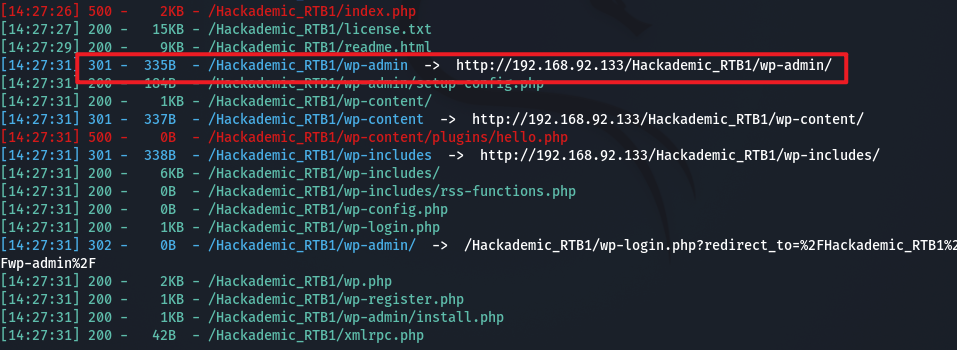 [14:27:26] 500 - 2KB - /Hackademic_RTB1/index.php
[14:27:27] 200 - 15KB - /Hackademic_RTB1/license.txt
[14:27:29] 200 - 9KB - /Hackademic_RTB1/readme.html
[14:27:31] 301 - 335B - /Hackademic_RTB1/wp-admin -> http://192.168.92.133/Hackademic_RTB1/wp-admin/
[14:27:31] 200 - 184B - /Hackademic_RTB1/wp-admin/setup-config.php
[14:27:31] 200 - 1KB - /Hackademic_RTB1/wp-content/
[14:27:31] 301 - 337B - /Hackademic_RTB1/wp-content -> http://192.168.92.133/Hackademic_RTB1/wp-content/
[14:27:31] 500 - 0B - /Hackademic_RTB1/wp-content/plugins/hello.php
[14:27:31] 301 - 338B - /Hackademic_RTB1/wp-includes -> http://192.168.92.133/Hackademic_RTB1/wp-includes/
[14:27:31] 200 - 6KB - /Hackademic_RTB1/wp-includes/
[14:27:31] 200 - 0B - /Hackademic_RTB1/wp-includes/rss-functions.php
[14:27:31] 200 - 0B - /Hackademic_RTB1/wp-config.php
[14:27:31] 200 - 1KB - /Hackademic_RTB1/wp-login.php
[14:27:31] 302 - 0B - /Hackademic_RTB1/wp-admin/ -> /Hackademic_RTB1/wp-login.php?redirect_to=%2FHackademic_RTB1%2
Fwp-admin%2F
[14:27:31] 200 - 2KB - /Hackademic_RTB1/wp.php
[14:27:31] 200 - 1KB - /Hackademic_RTB1/wp-register.php
[14:27:31] 200 - 1KB - /Hackademic_RTB1/wp-admin/install.php
[14:27:31] 200 - 42B - /Hackademic_RTB1/xmlrpc.php